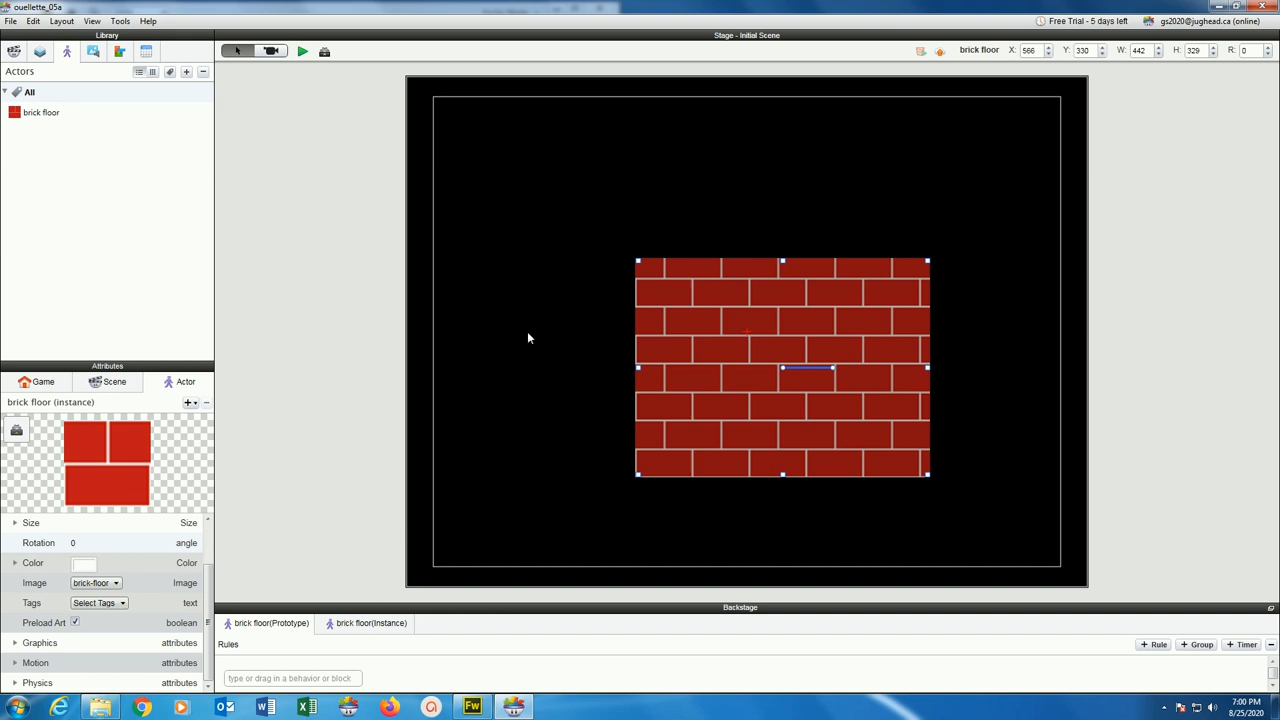 ouellette_05a
File Edit Layout View Tools Help
Free Trial - 5 days left gs2020@jughead.ca (online)
Library
Stage - Initial Scene
brick floor X: 566 Y: 330 W: 442 H: 329 R: 0
Actors
All
brick floor
Attributes
Game Scene Actor
brick floor (instance)
Size Size
Rotation 0 angle
Color Color
Image brick-floor Image
Tags Select Tags text
Preload Art boolean
Graphics attributes
Motion attributes
Physics attributes
Backstage
brick floor(Prototype) brick floor(Instance)
Rules
+ Rule + Group + Timer
type or drag in a behavior or block
Fw
7:00 PM
8/25/2020